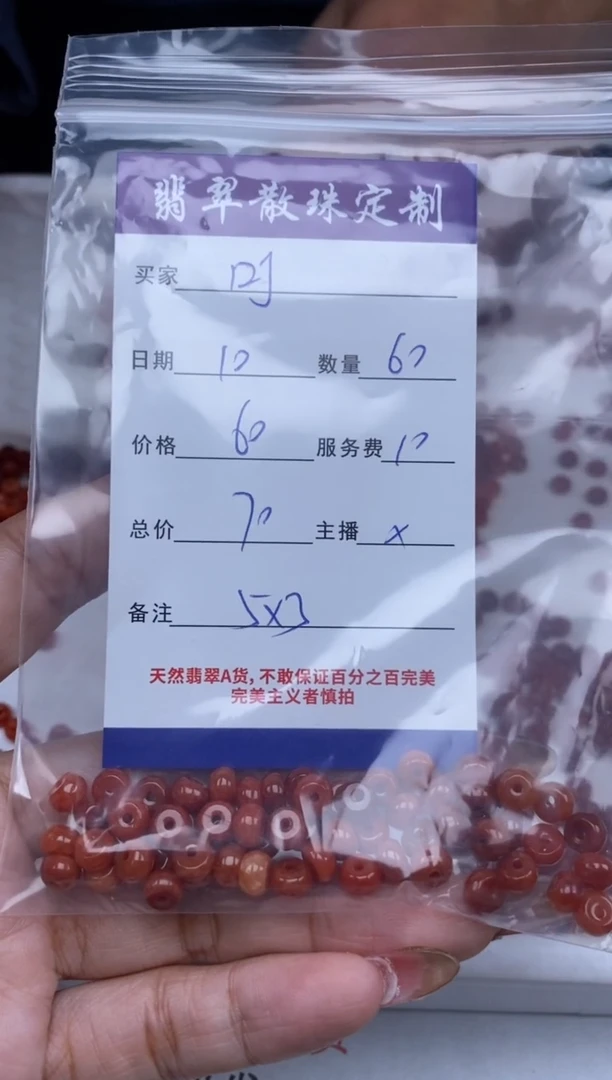 翡翠散珠定制
买家
日期 10 数量 60
价格 60 服务费 10
总价 70 主播 x
备注 5x3
天然翡翠A货,不敢保证百分之百完美
完美主义者慎拍